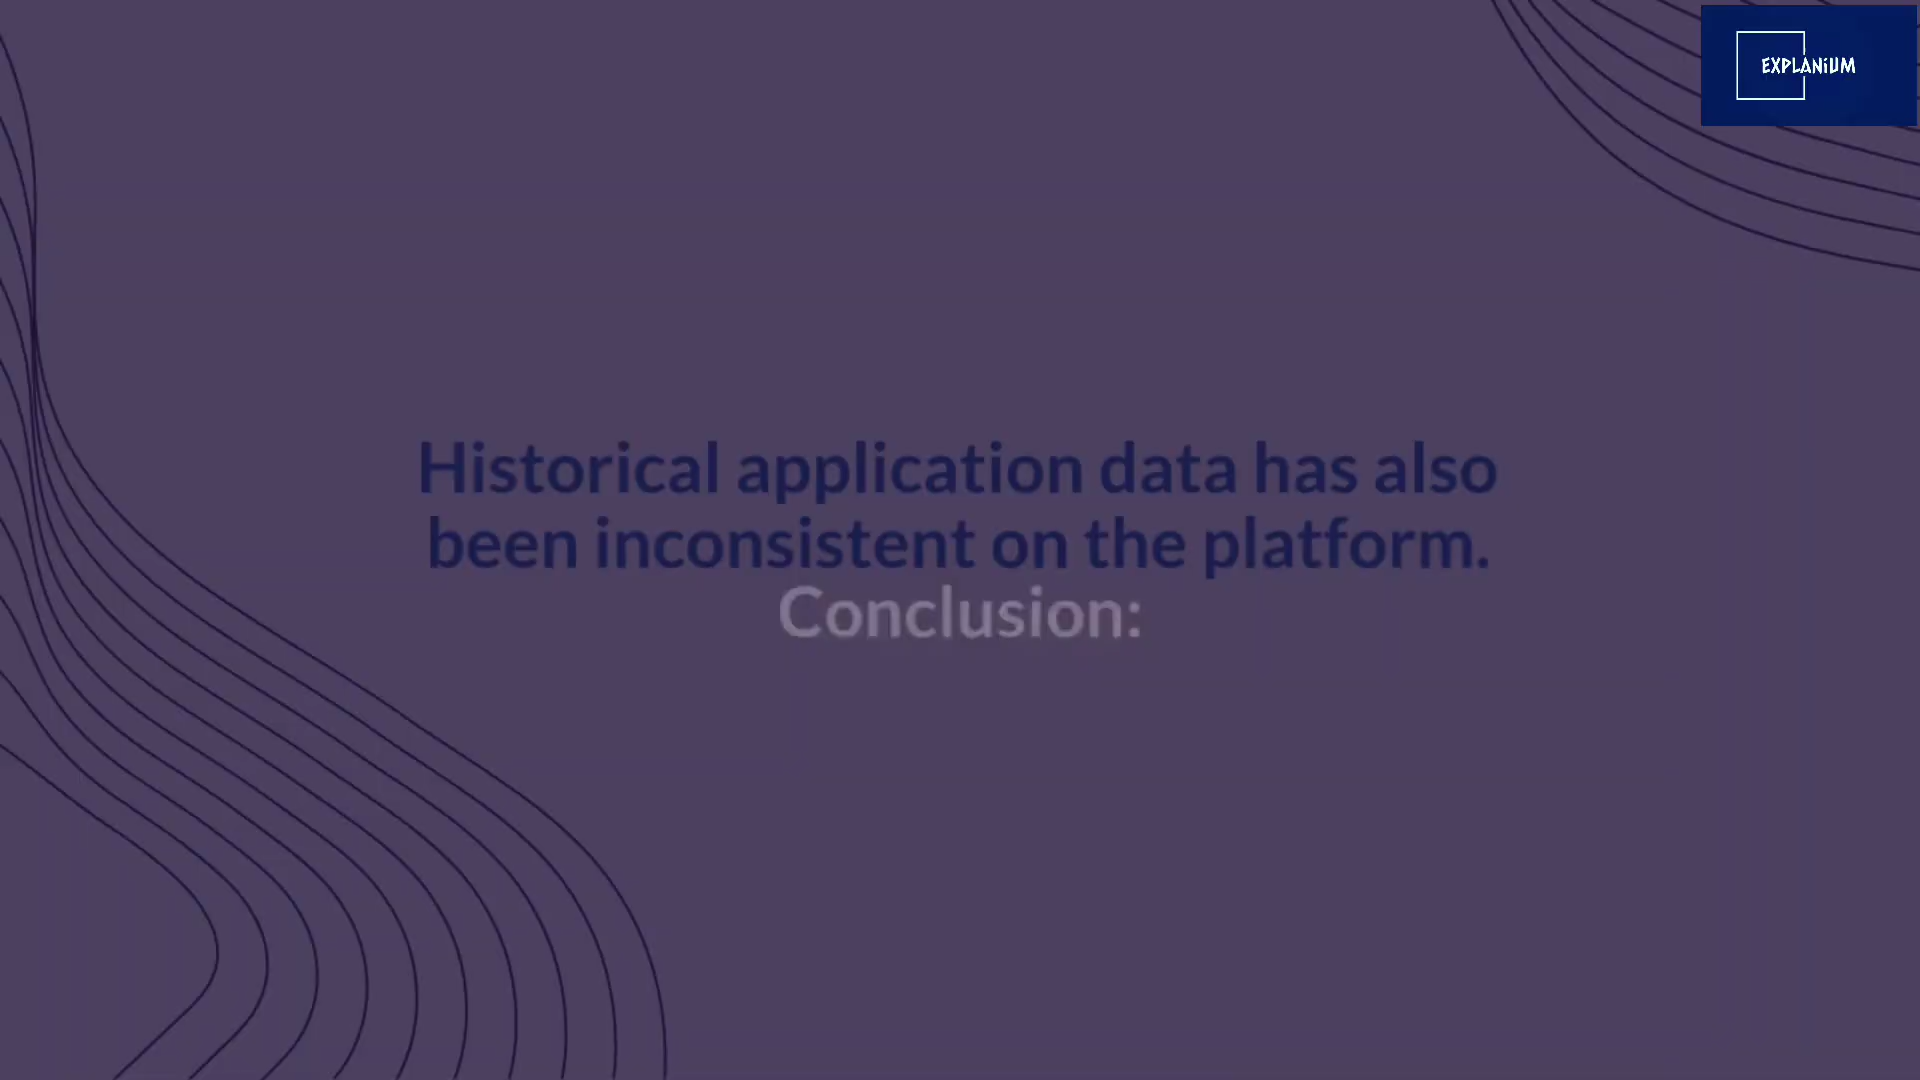 EXPLANiUM
Historical application data has also
been inconsistent on the platform.
Conclusion: